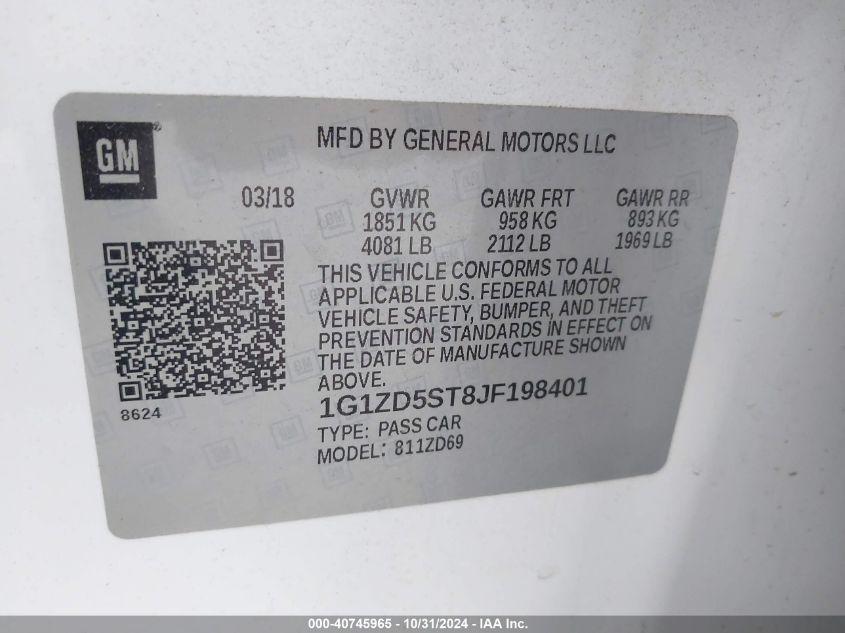 GM
MFD BY GENERAL MOTORS LLC
03/18 GVWR GAWR FRT GAWR RR
1851 KG 958 KG 893 KG
4081 LB 2112 LB 1969 LB
THIS VEHICLE CONFORMS TO ALL
APPLICABLE U.S. FEDERAL MOTOR
VEHICLE SAFETY, BUMPER, AND THEFT
PREVENTION STANDARDS IN EFFECT ON
THE DATE OF MANUFACTURE SHOWN
ABOVE.
8624
1G1ZD5ST8JF198401
TYPE: PASS CAR
MODEL: 811ZD69
000-40745965 - 10/31/2024 - IAA Inc.